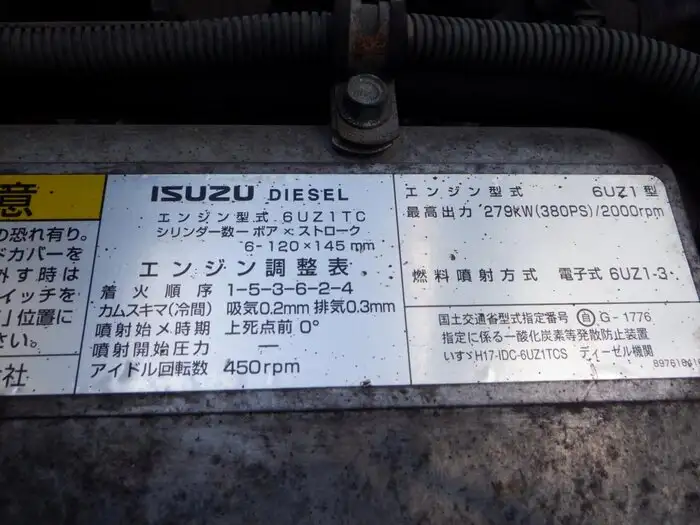 意
の恐れ有り。
ドカバーを
外す時は
イッチを
」位置に
さい。
社
ISUZU DIESEL
エンジン型式 6UZ1TC
シリンダー数ーボア×ストローク
6-120×145mm
エンジン調整表
着火順序 1-5-3-6-2-4
カムスキマ(冷間) 吸気0.2mm 排気0.3mm
噴射始メ時期 上死点前 0°
噴射開始圧力 ー
アイドル回転数 450rpm
エンジン型式 6UZ1型
最高出力 279kW(380PS)/2000rpm
燃料噴射方式 電子式 6UZ1-3
国土交通省型式指定番号 自 G-1776
指定に係る一酸化炭素等発散防止装置
いすゞH17-IDC-6UZ1TCS ディーゼル機関